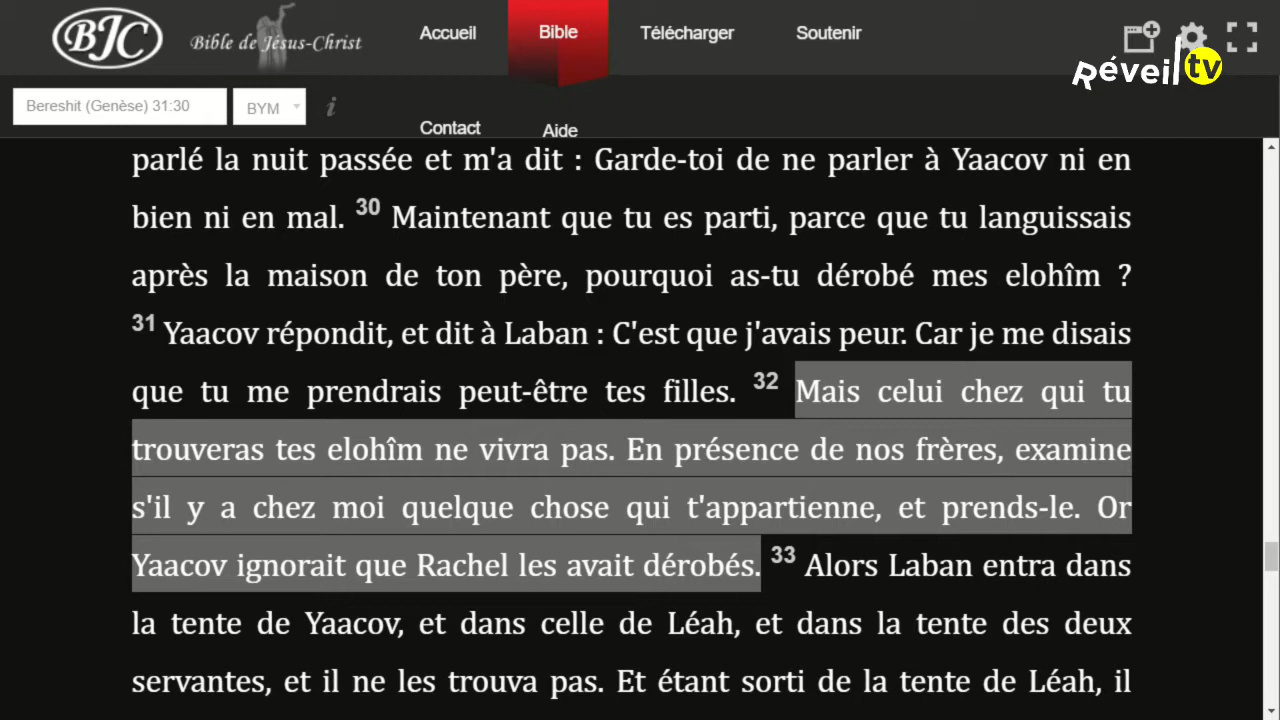 BJC
Bible de Jésus-Christ
Accueil
Bible
Télécharger
Soutenir
Réveil tv
Bereshit (Genèse) 31:30
BYM
i
Contact
Aide
parlé la nuit passée et m'a dit : Garde-toi de ne parler à Yaacov ni en
bien ni en mal. 30 Maintenant que tu es parti, parce que tu languissais
après la maison de ton père, pourquoi as-tu dérobé mes elohîm ?
31 Yaacov répondit, et dit à Laban : C'est que j'avais peur. Car je me disais
que tu me prendrais peut-être tes filles. 32 Mais celui chez qui tu
trouveras tes elohîm ne vivra pas. En présence de nos frères, examine
s'il y a chez moi quelque chose qui t'appartienne, et prends-le. Or
Yaacov ignorait que Rachel les avait dérobés. 33 Alors Laban entra dans
la tente de Yaacov, et dans celle de Léah, et dans la tente des deux
servantes, et il ne les trouva pas. Et étant sorti de la tente de Léah, il